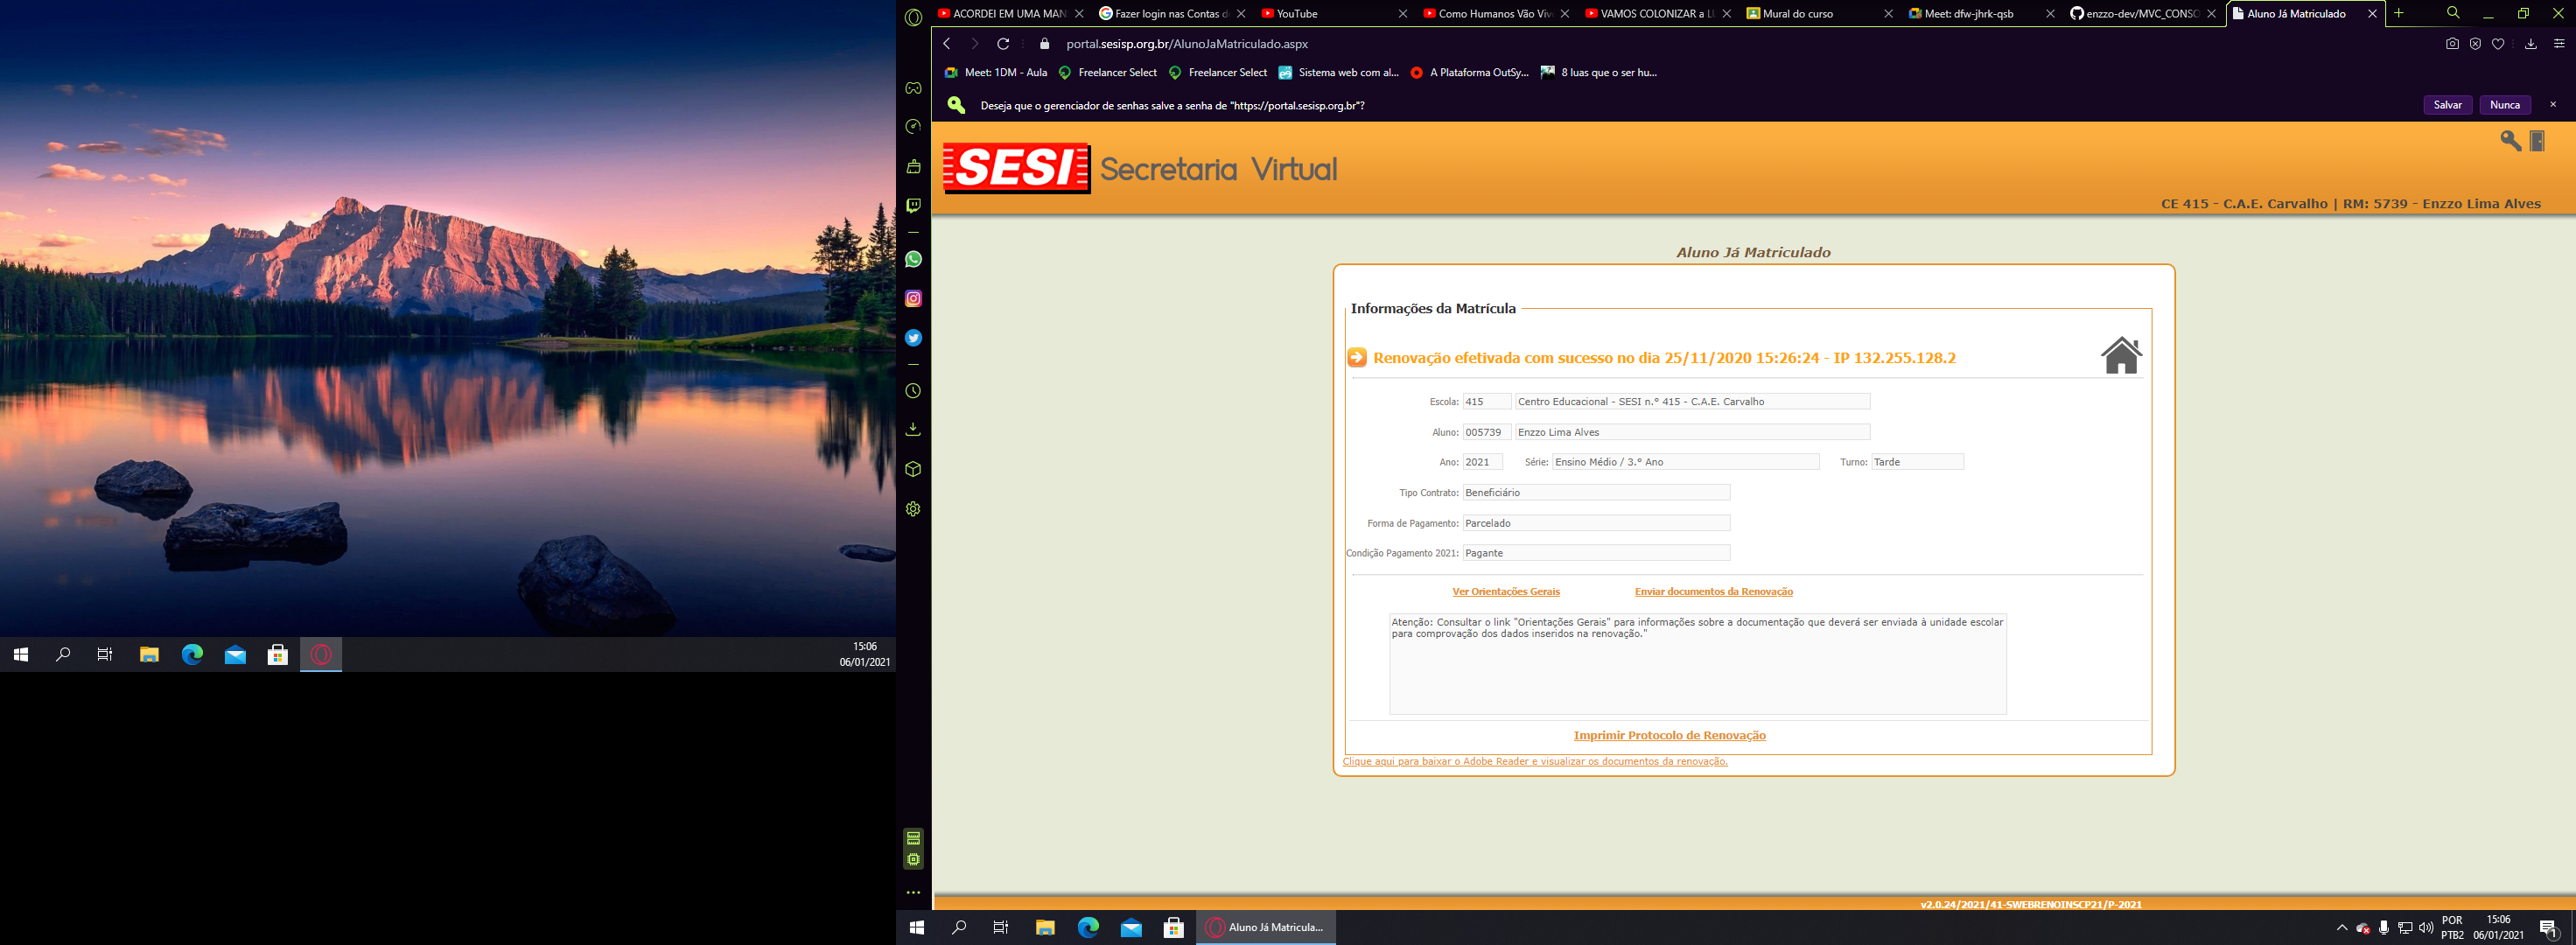 15:06
06/01/2021
ACORDEI EM UMA MAN
Fazer login nas Contas d
YouTube
Como Humanos Vão Viv
VAMOS COLONIZAR a L
Mural do curso
Meet: dfw-jhrk-qsb
enzzo-dev/MVC_CONSO
Aluno Já Matriculado
portal.sesisp.org.br/AlunoJaMatriculado.aspx
Meet: 1DM - Aula
Freelancer Select
Freelancer Select
Sistema web com al...
A Plataforma OutSy...
8 luas que o ser hu...
Deseja que o gerenciador de senhas salve a senha de "https://portal.sesisp.org.br"?
Salvar
Nunca
SESI Secretaria Virtual
CE 415 - C.A.E. Carvalho | RM: 5739 - Enzzo Lima Alves
Aluno Já Matriculado
Informações da Matrícula
Renovação efetivada com sucesso no dia 25/11/2020 15:26:24 - IP 132.255.128.2
Escola: 415 Centro Educacional - SESI n.º 415 - C.A.E. Carvalho
Aluno: 005739 Enzzo Lima Alves
Ano: 2021 Série: Ensino Médio / 3.º Ano Turno: Tarde
Tipo Contrato: Beneficiário
Forma de Pagamento: Parcelado
Condição Pagamento 2021: Pagante
Ver Orientações Gerais
Enviar documentos da Renovação
Atenção: Consultar o link "Orientações Gerais" para informações sobre a documentação que deverá ser enviada à unidade escolar
para comprovação dos dados inseridos na renovação."
Imprimir Protocolo de Renovação
Clique aqui para baixar o Adobe Reader e visualizar os documentos da renovação.
v2.0.24/2021/41-SWEBRENOINSCP21/P-2021
Aluno Já Matricula...
POR
PTB2
15:06
06/01/2021
1